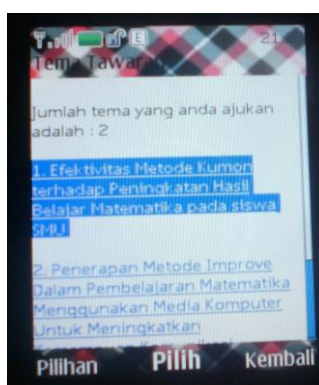 21
Tema Tawaran
Jumlah tema yang anda ajukan
adalah : 2
1. Efektivitas Metode Kumon
terhadap Peningkatan Hasil
Belajar Matematika pada siswa
SMU
2. Penerapan Metode Improve
Dalam Pembelajaran Matematika
Menggunakan Media Komputer
Untuk Meningkatkan
Pilihan Pilih Kembali